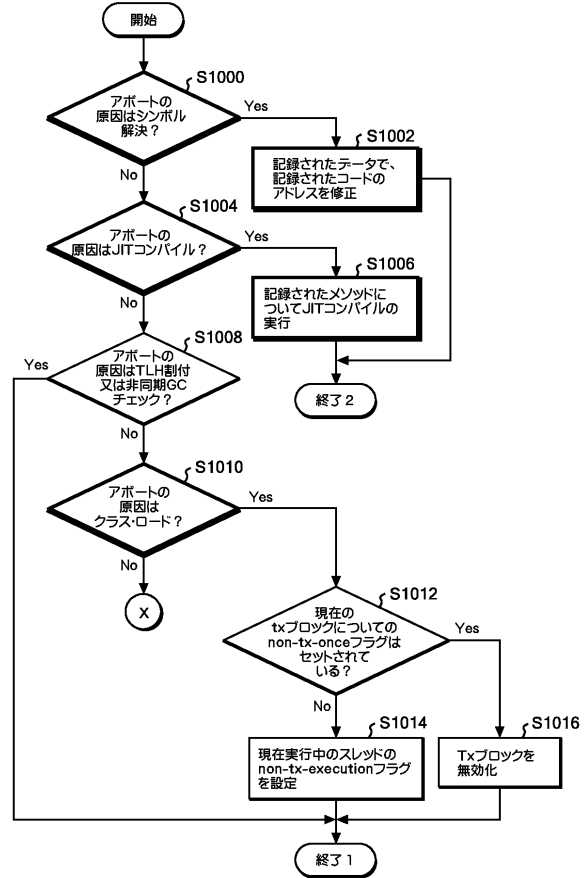 開始
S1000
アボートの
原因はシンボル
解決？
Yes
No
S1002
記録されたデータで、
記録されたコードの
アドレスを修正
S1004
アボートの
原因はJITコンパイル？
Yes
No
S1006
記録されたメソッドに
ついてJITコンパイルの
実行
終了2
S1008
アボートの
原因はTLH割付
又は非同期GC
チェック？
Yes
No
S1010
アボートの
原因は
クラス・ロード？
Yes
No
X
S1012
現在の
txブロックについての
non-tx-onceフラグは
セットされて
いる？
Yes
No
S1014
現在実行中のスレッドの
non-tx-executionフラグ
を設定
S1016
Txブロックを
無効化
終了1